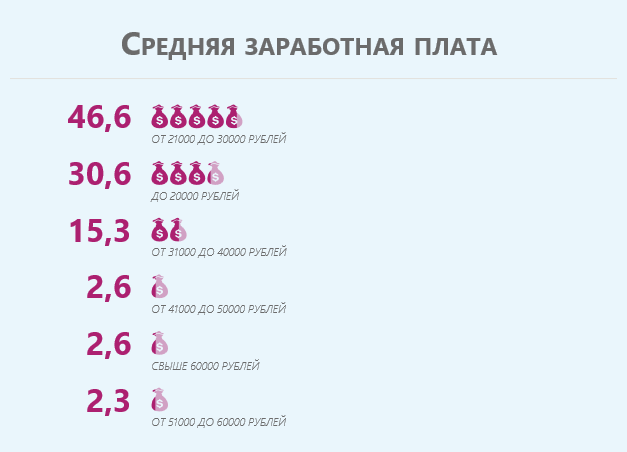 Средняя заработная плата
46,6
ОТ 21000 ДО 30000 РУБЛЕЙ
30,6
ДО 20000 РУБЛЕЙ
15,3
ОТ 31000 ДО 40000 РУБЛЕЙ
2,6
ОТ 41000 ДО 50000 РУБЛЕЙ
2,6
СВЫШЕ 60000 РУБЛЕЙ
2,3
ОТ 51000 ДО 60000 РУБЛЕЙ